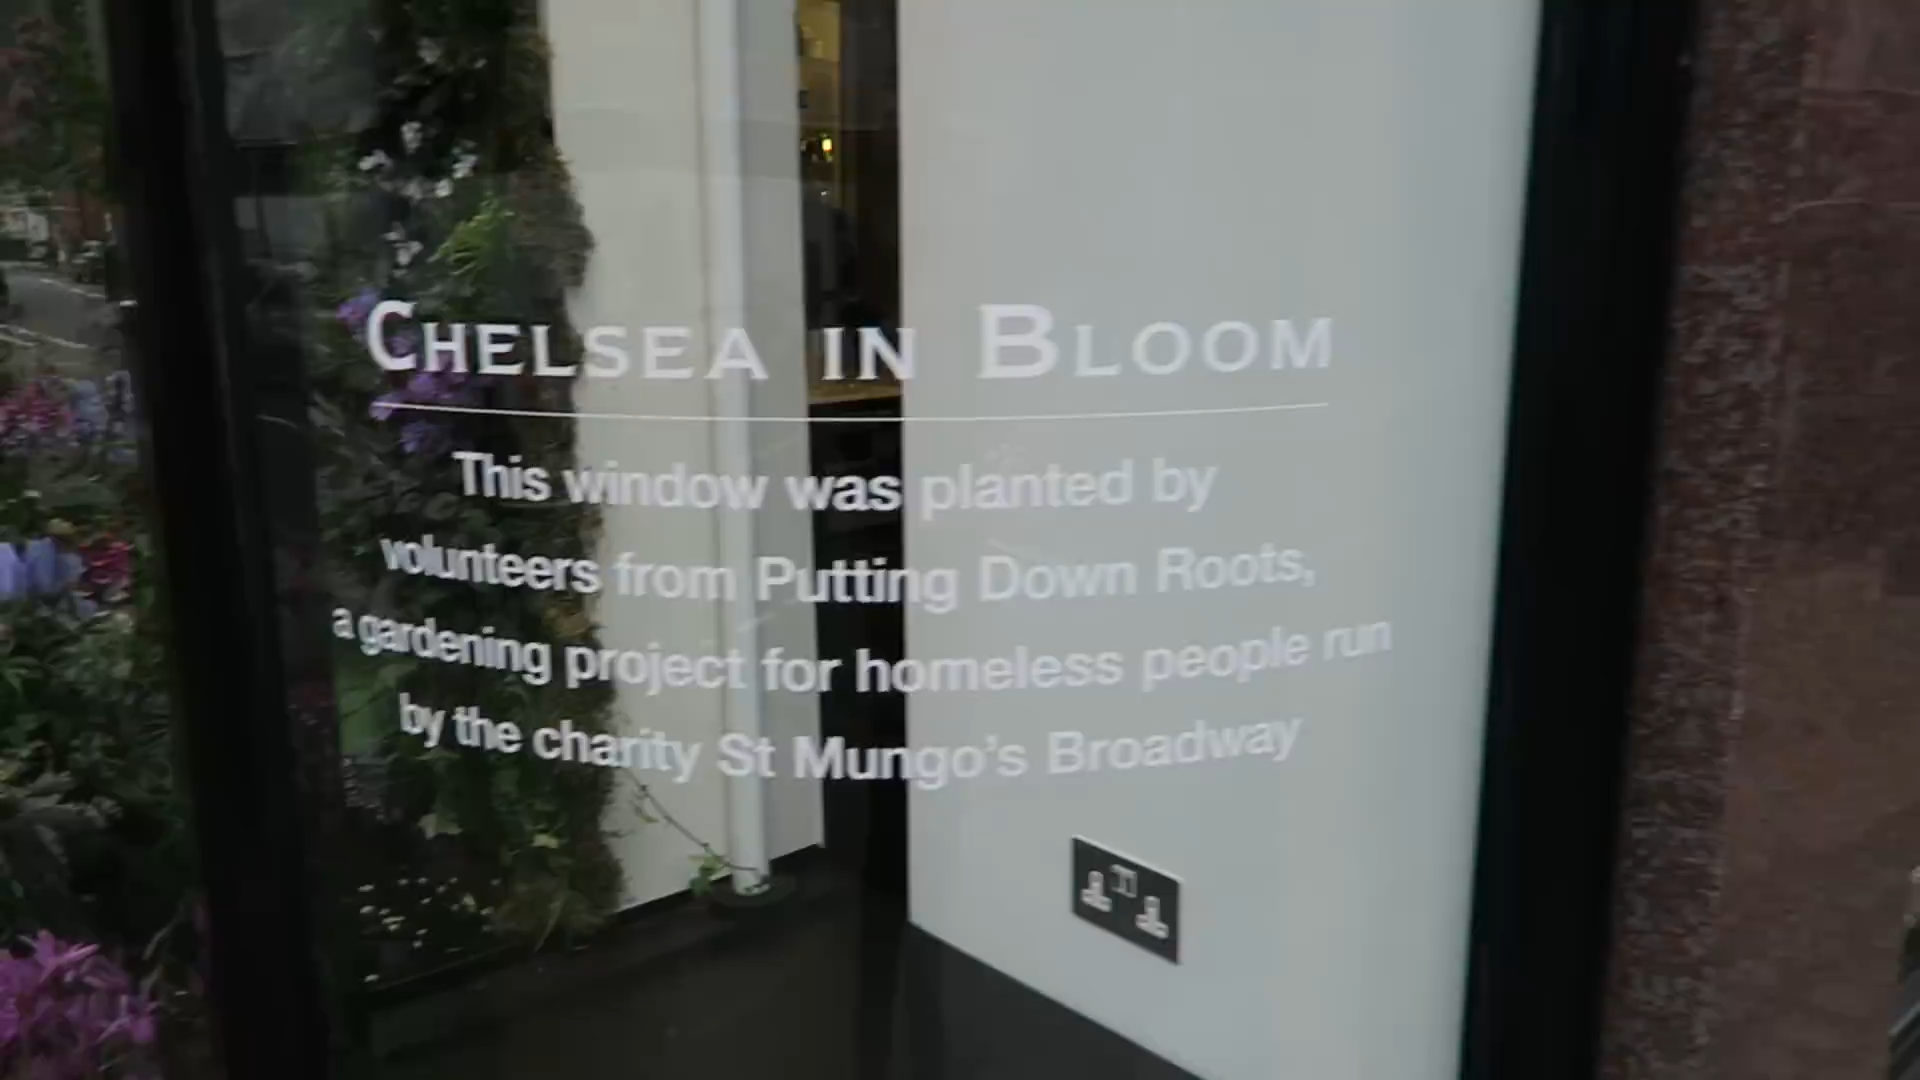 CHELSEA IN BLOOM
This window was planted by
volunteers from Putting Down Roots,
a gardening project for homeless people run
by the charity St Mungo's Broadway